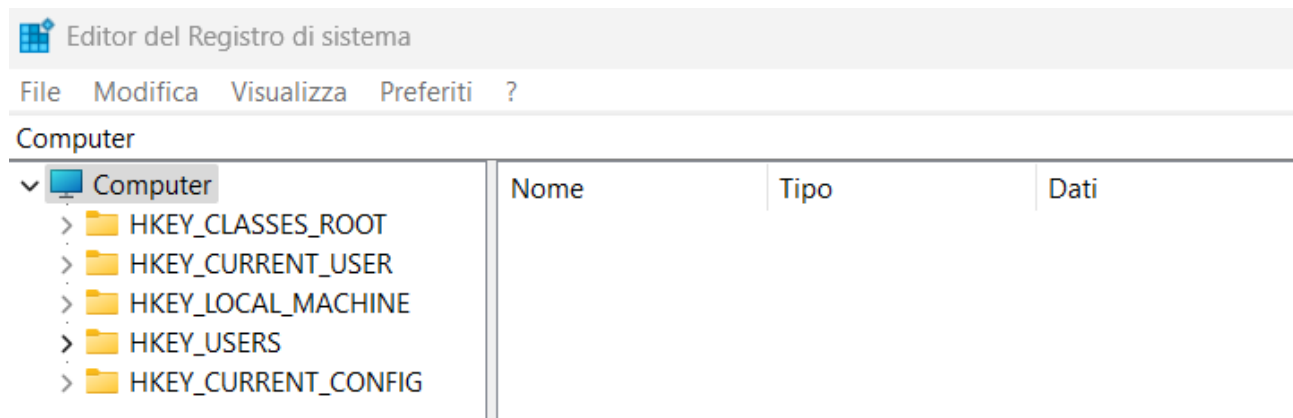 Editor del Registro di sistema
File Modifica Visualizza Preferiti ?
Computer
Computer
Nome Tipo Dati
HKEY_CLASSES_ROOT
HKEY_CURRENT_USER
HKEY_LOCAL_MACHINE
HKEY_USERS
HKEY_CURRENT_CONFIG